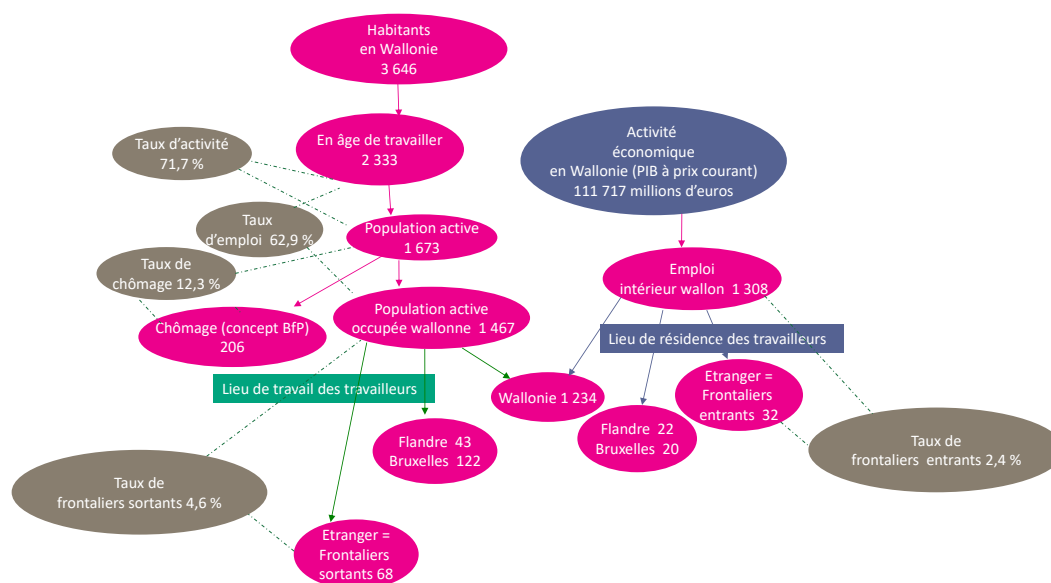 Habitants
en Wallonie
3 646
En âge de travailler
2 333
Taux d'activité
71,7 %
Activité
économique
en Wallonie (PIB à prix courant)
111 717 millions d'euros
Taux
d'emploi 62,9 %
Population active
1 673
Taux de
chômage 12,3 %
Emploi
intérieur wallon 1 308
Chômage (concept BfP)
206
Population active
occupée wallonne 1 467
Lieu de résidence des travailleurs
Lieu de travail des travailleurs
Wallonie 1 234
Etranger =
Frontaliers
entrants 32
Flandre 43
Bruxelles 122
Flandre 22
Bruxelles 20
Taux de
frontaliers entrants 2,4 %
Taux de
frontaliers sortants 4,6 %
Etranger =
Frontaliers
sortants 68